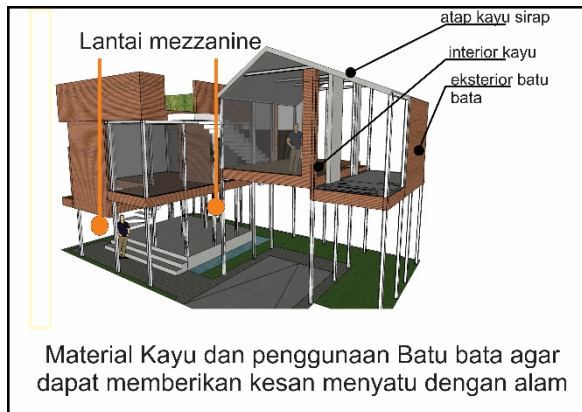 atap kayu sirap
Lantai mezzanine
interior kayu
eksterior batu
bata
Material Kayu dan penggunaan Batu bata agar
dapat memberikan kesan menyatu dengan alam